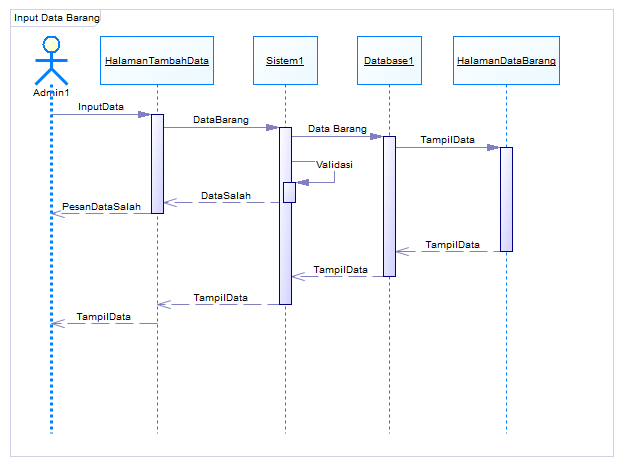 Input Data Barang
Admin1
HalamanTambahData
Sistem1
Database1
HalamanDataBarang
InputData
DataBarang
Data Barang
TampilData
Validasi
DataSalah
PesanDataSalah
TampilData
TampilData
TampilData
TampilData